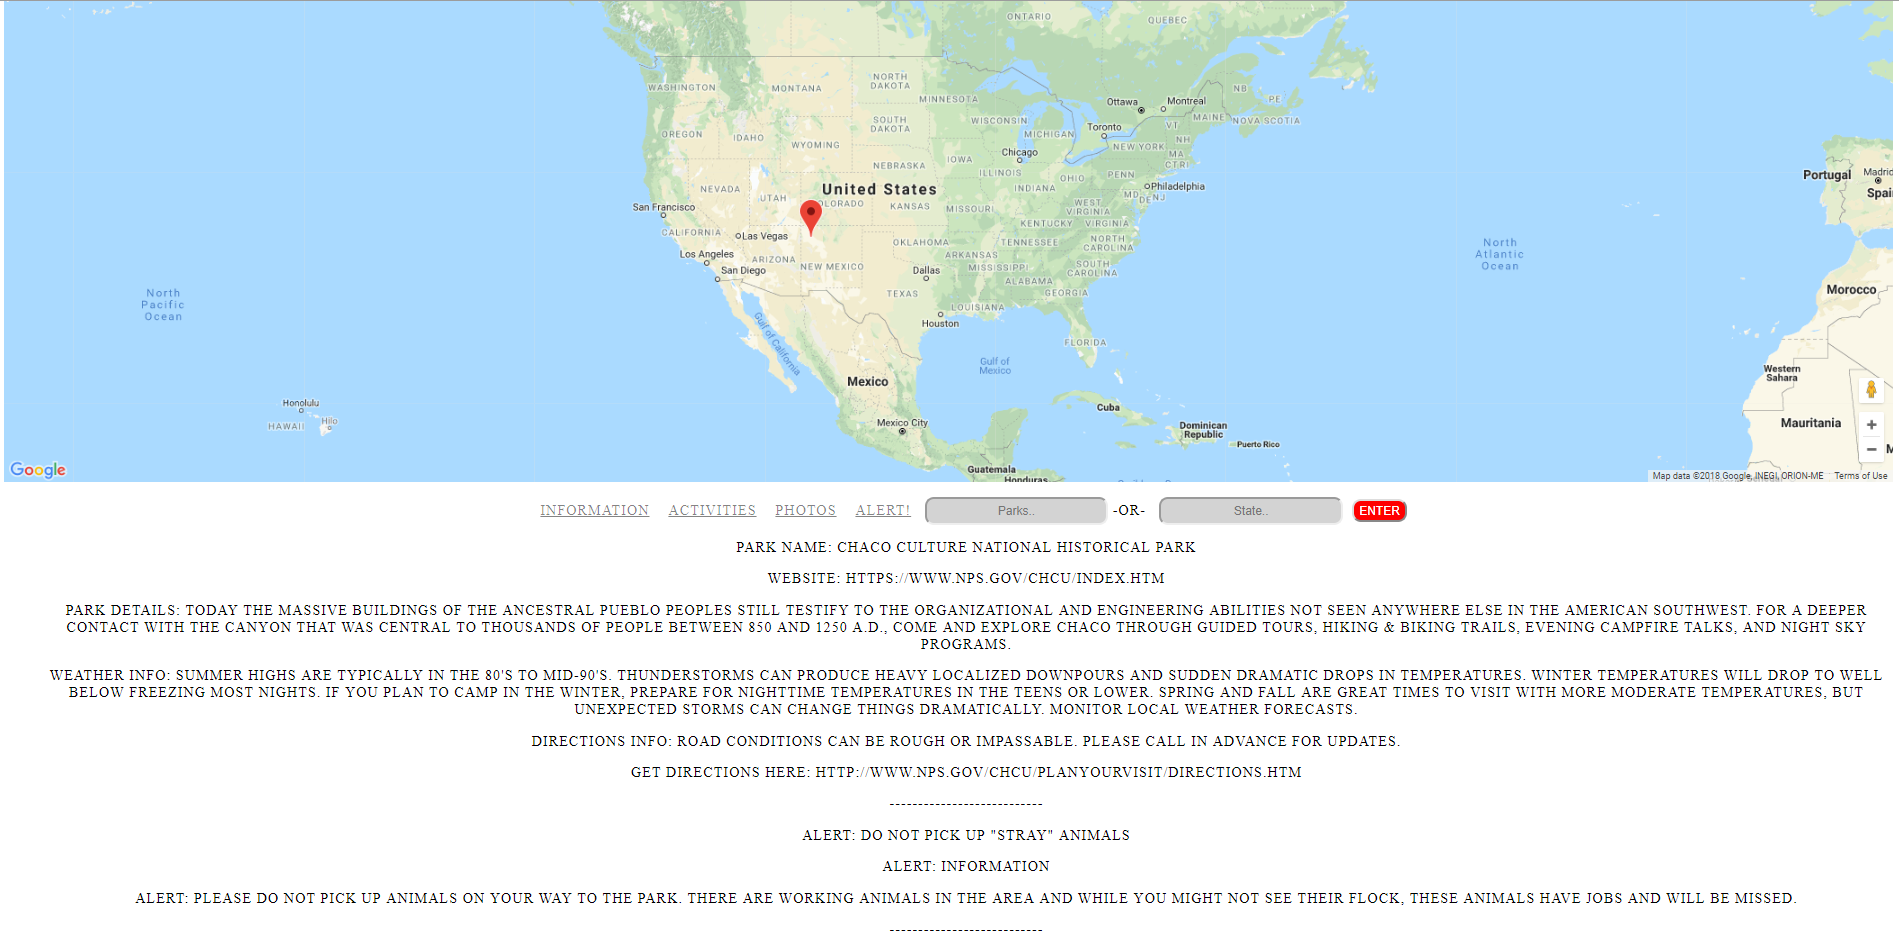 ONTARIO
QUEBEC
WASHINGTON
MONTANA
NORTH
DAKOTA
MINNESOTA
Ottawa
Montreal
NB
PE
NOVA SCOTIA
MAINE
OREGON
IDAHO
SOUTH
DAKOTA
WISCONSIN
MICHIGAN
Toronto
VT
NH
WYOMING
Chicago
NEW YORK
MA
CT RI
NEBRASKA
IOWA
ILLINOIS
INDIANA
OHIO
PENN
Philadelphia
MD
DE NJ
NEVADA
UTAH
United States
COLORADO
KANSAS
MISSOURI
WEST
VIRGINIA
KENTUCKY
VIRGINIA
San Francisco
CALIFORNIA
Las Vegas
OKLAHOMA
TENNESSEE
NORTH
CAROLINA
Los Angeles
ARIZONA
NEW MEXICO
ARKANSAS
San Diego
Dallas
MISSISSIPPI
SOUTH
CAROLINA
ALABAMA
TEXAS
GEORGIA
LOUISIANA
Houston
Gulf of California
FLORIDA
Gulf of
Mexico
Mexico
Mexico City
Cuba
Dominican
Republic
Puerto Rico
Guatemala
Honduras
North
Pacific
Ocean
Honolulu
HAWAII
Hilo
North
Atlantic
Ocean
Portugal
Madrid
Spai
Morocco
Western
Sahara
Mauritania
M
+
−
Google
Map data ©2018 Google, INEGI, ORION-ME Terms of Use
INFORMATION ACTIVITIES PHOTOS ALERT! Parks.. -OR- State.. ENTER
PARK NAME: CHACO CULTURE NATIONAL HISTORICAL PARK
WEBSITE: HTTPS://WWW.NPS.GOV/CHCU/INDEX.HTM
PARK DETAILS: TODAY THE MASSIVE BUILDINGS OF THE ANCESTRAL PUEBLO PEOPLES STILL TESTIFY TO THE ORGANIZATIONAL AND ENGINEERING ABILITIES NOT SEEN ANYWHERE ELSE IN THE AMERICAN SOUTHWEST. FOR A DEEPER
CONTACT WITH THE CANYON THAT WAS CENTRAL TO THOUSANDS OF PEOPLE BETWEEN 850 AND 1250 A.D., COME AND EXPLORE CHACO THROUGH GUIDED TOURS, HIKING & BIKING TRAILS, EVENING CAMPFIRE TALKS, AND NIGHT SKY
PROGRAMS.
WEATHER INFO: SUMMER HIGHS ARE TYPICALLY IN THE 80'S TO MID-90'S. THUNDERSTORMS CAN PRODUCE HEAVY LOCALIZED DOWNPOURS AND SUDDEN DRAMATIC DROPS IN TEMPERATURES. WINTER TEMPERATURES WILL DROP TO WELL
BELOW FREEZING MOST NIGHTS. IF YOU PLAN TO CAMP IN THE WINTER, PREPARE FOR NIGHTTIME TEMPERATURES IN THE TEENS OR LOWER. SPRING AND FALL ARE GREAT TIMES TO VISIT WITH MORE MODERATE TEMPERATURES, BUT
UNEXPECTED STORMS CAN CHANGE THINGS DRAMATICALLY. MONITOR LOCAL WEATHER FORECASTS.
DIRECTIONS INFO: ROAD CONDITIONS CAN BE ROUGH OR IMPASSABLE. PLEASE CALL IN ADVANCE FOR UPDATES.
GET DIRECTIONS HERE: HTTP://WWW.NPS.GOV/CHCU/PLANYOURVISIT/DIRECTIONS.HTM
---------------------------
ALERT: DO NOT PICK UP "STRAY" ANIMALS
ALERT: INFORMATION
ALERT: PLEASE DO NOT PICK UP ANIMALS ON YOUR WAY TO THE PARK. THERE ARE WORKING ANIMALS IN THE AREA AND WHILE YOU MIGHT NOT SEE THEIR FLOCK, THESE ANIMALS HAVE JOBS AND WILL BE MISSED.
---------------------------